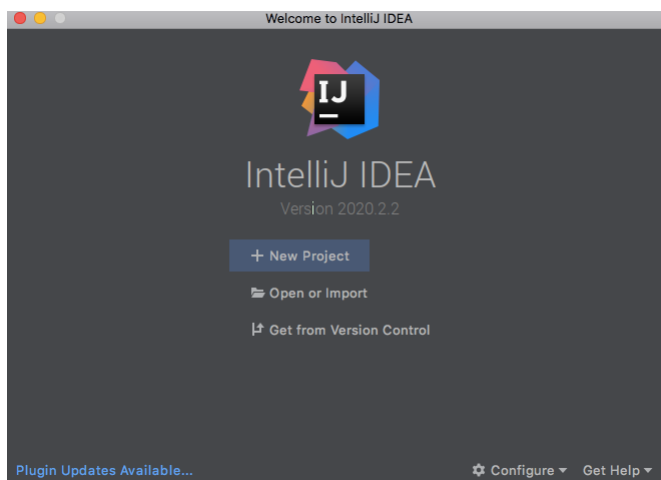 Welcome to IntelliJ IDEA
IJ
IntelliJ IDEA
Version 2020.2.2
+ New Project
Open or Import
Get from Version Control
Plugin Updates Available...
Configure
Get Help